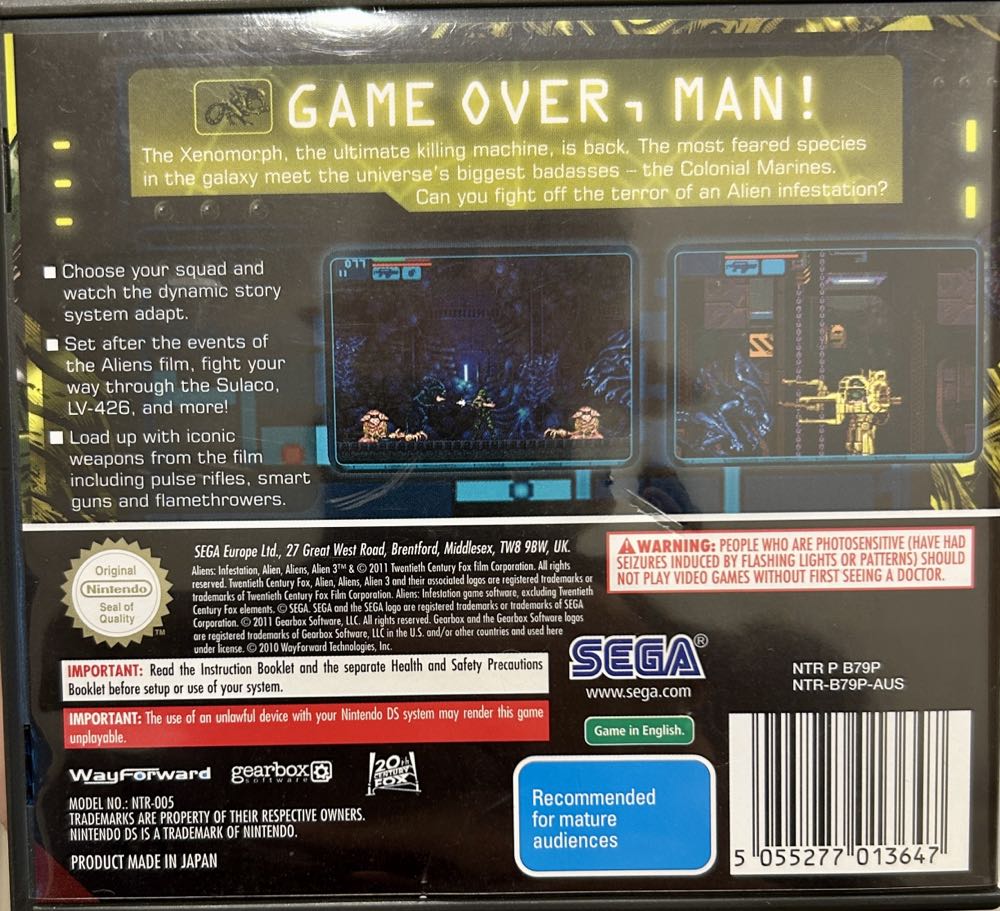 GAME OVER, MAN!
The Xenomorph, the ultimate killing machine, is back. The most feared species
in the galaxy meet the universe's biggest badasses – the Colonial Marines.
Can you fight off the terror of an Alien infestation?
Choose your squad and
watch the dynamic story
system adapt.
Set after the events of
the Aliens film, fight your
way through the Sulaco,
LV-426, and more!
Load up with iconic
weapons from the film
including pulse rifles, smart
guns and flamethrowers.
077
Original
Nintendo
Seal of
Quality
TM
SEGA Europe Ltd., 27 Great West Road, Brentford, Middlesex, TW8 9BW, UK.
Aliens: Infestation, Alien, Aliens, Alien 3™ & © 2011 Twentieth Century Fox Film Corporation. All rights
reserved. Twentieth Century Fox, Alien, Aliens, Alien 3 and their associated logos are registered trademarks or
trademarks of Twentieth Century Fox Film Corporation. Aliens: Infestation game software, excluding Twentieth
Century Fox elements. © SEGA. SEGA and the SEGA logo are registered trademarks or trademarks of SEGA
Corporation. © 2011 Gearbox Software, LLC. All rights reserved. Gearbox and the Gearbox Software logos
are registered trademarks of Gearbox Software, LLC in the U.S. and/or other countries and used here
under license. © 2010 WayForward Technologies, Inc.
WARNING: PEOPLE WHO ARE PHOTOSENSITIVE (HAVE HAD
SEIZURES INDUCED BY FLASHING LIGHTS OR PATTERNS) SHOULD
NOT PLAY VIDEO GAMES WITHOUT FIRST SEEING A DOCTOR.
IMPORTANT: Read the Instruction Booklet and the separate Health and Safety Precautions
Booklet before setup or use of your system.
IMPORTANT: The use of an unlawful device with your Nintendo DS system may render this game
unplayable.
SEGA®
www.sega.com
Game in English.
NTR P B79P
NTR-B79P-AUS
WayForward
gearbox
software
20th
CENTURY
FOX
MODEL NO.: NTR-005
TRADEMARKS ARE PROPERTY OF THEIR RESPECTIVE OWNERS.
NINTENDO DS IS A TRADEMARK OF NINTENDO.
PRODUCT MADE IN JAPAN
Recommended
for mature
audiences
5 055277 013647